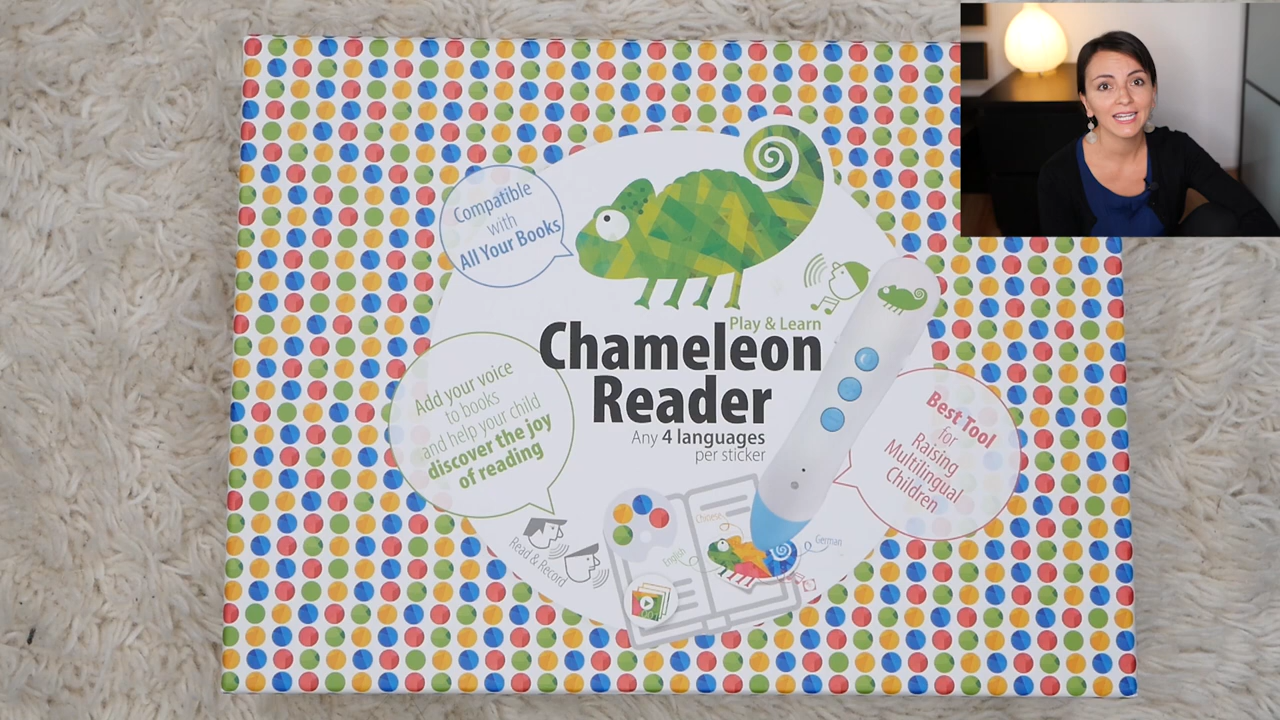 Compatible
with
All Your Books
Play & Learn
Chameleon
Reader
Any 4 languages
per sticker
Add your voice
to books
and help your child
discover the joy
of reading
Best Tool
for
Raising
Multilingual
Children
Read & Record
Chinese
English
German